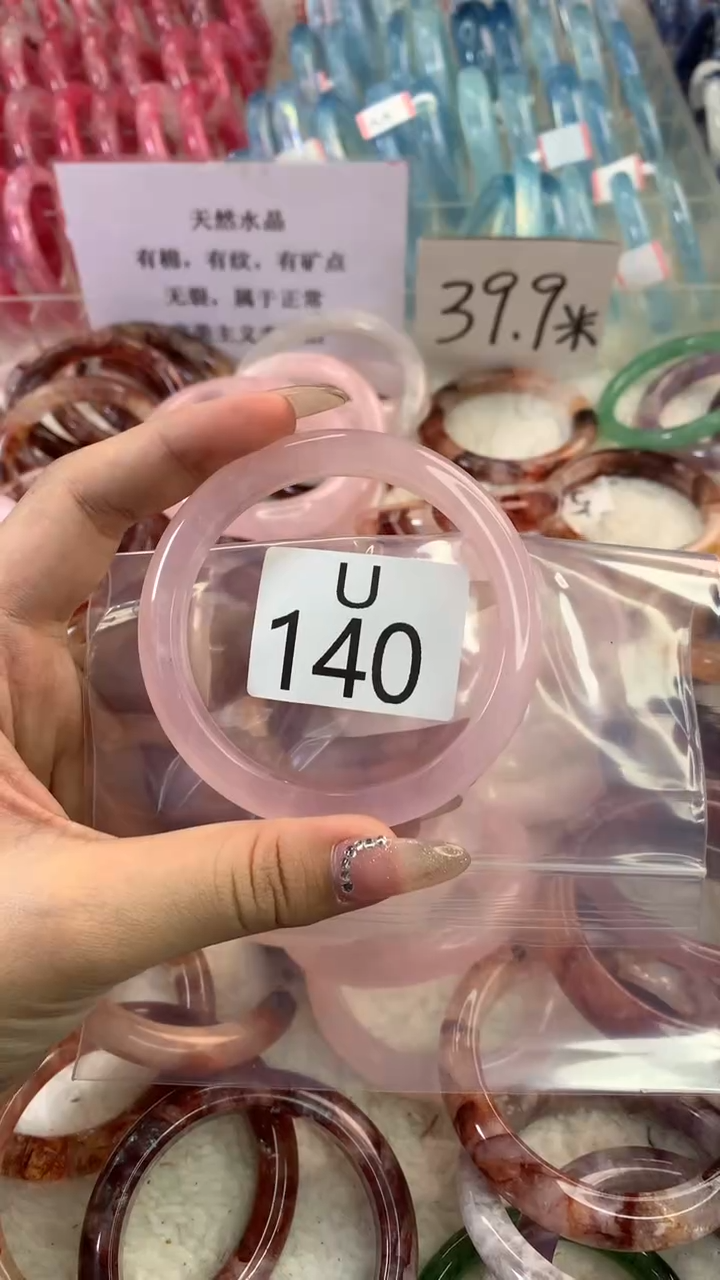 天然水晶
有棉，有纹，有矿点
无裂，属于正常
39.9米
U
140